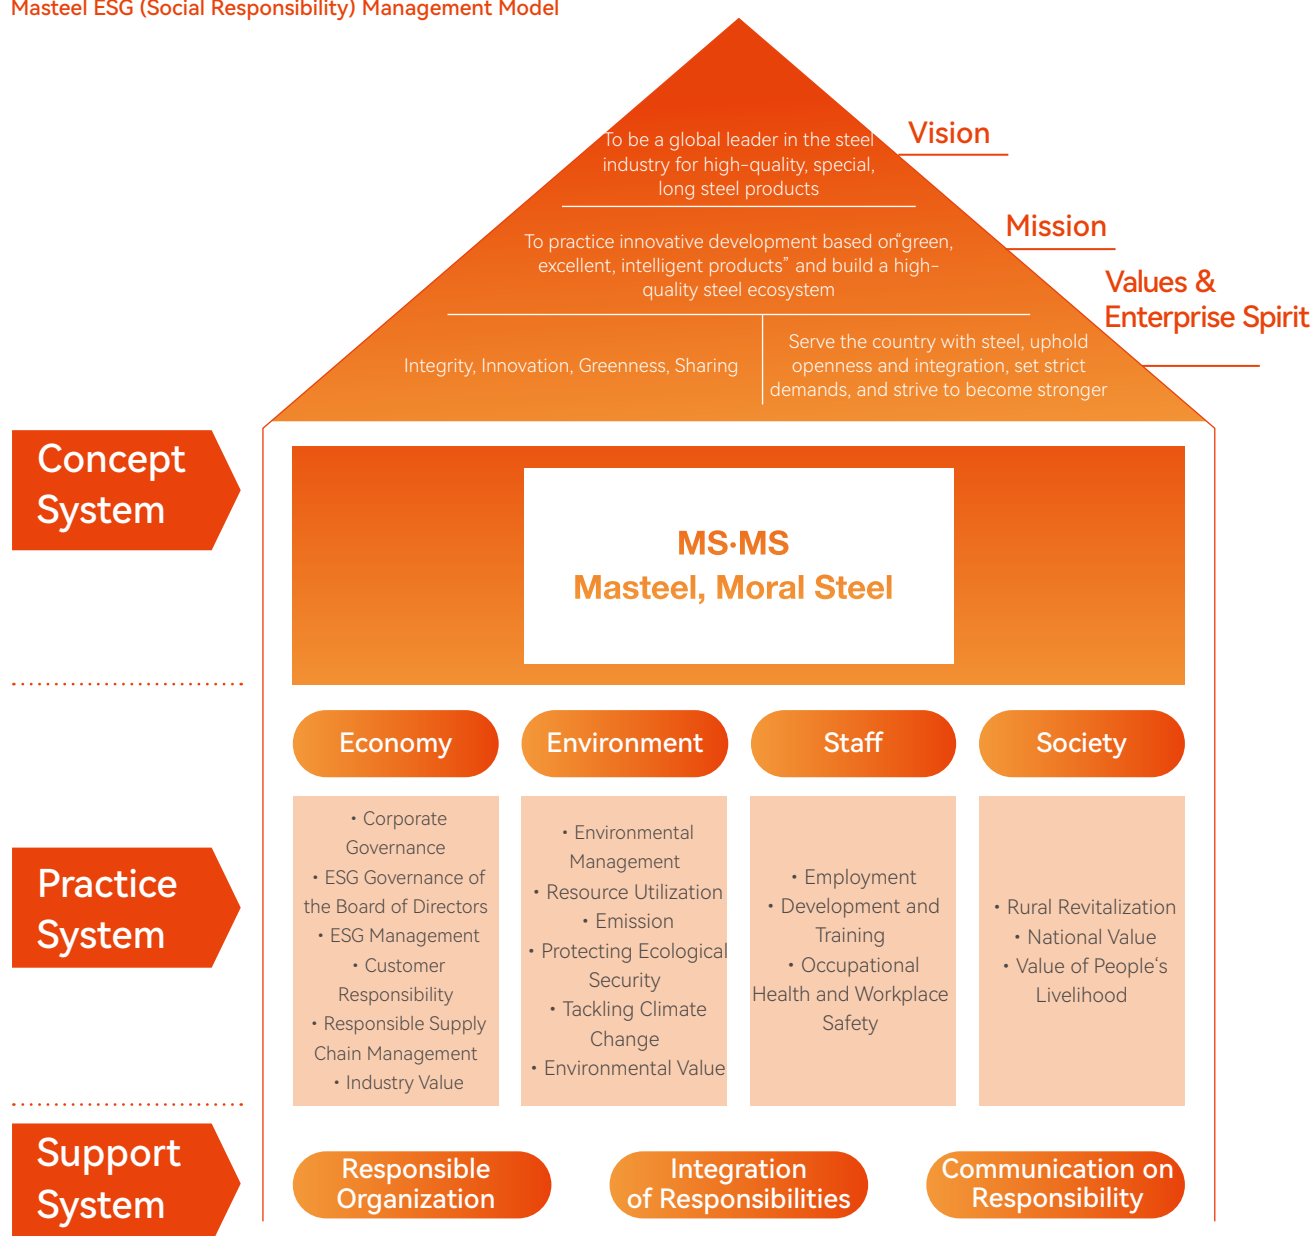 Masteel ESG (Social Responsibility) Management Model
To be a global leader in the steel
industry for high-quality, special,
long steel products
Vision
To practice innovative development based on“green,
excellent, intelligent products” and build a high-
quality steel ecosystem
Mission
Values &
Enterprise Spirit
Integrity, Innovation, Greenness, Sharing
Serve the country with steel, uphold
openness and integration, set strict
demands, and strive to become stronger
Concept
System
MS·MS
Masteel, Moral Steel
Practice
System
Economy
• Corporate
Governance
• ESG Governance of
the Board of Directors
• ESG Management
• Customer
Responsibility
• Responsible Supply
Chain Management
• Industry Value
Environment
• Environmental
Management
• Resource Utilization
• Emission
• Protecting Ecological
Security
• Tackling Climate
Change
• Environmental Value
Staff
• Employment
• Development and
Training
• Occupational
Health and Workplace
Safety
Society
• Rural Revitalization
• National Value
• Value of People‘s
Livelihood
Support
System
Responsible
Organization
Integration
of Responsibilities
Communication on
Responsibility